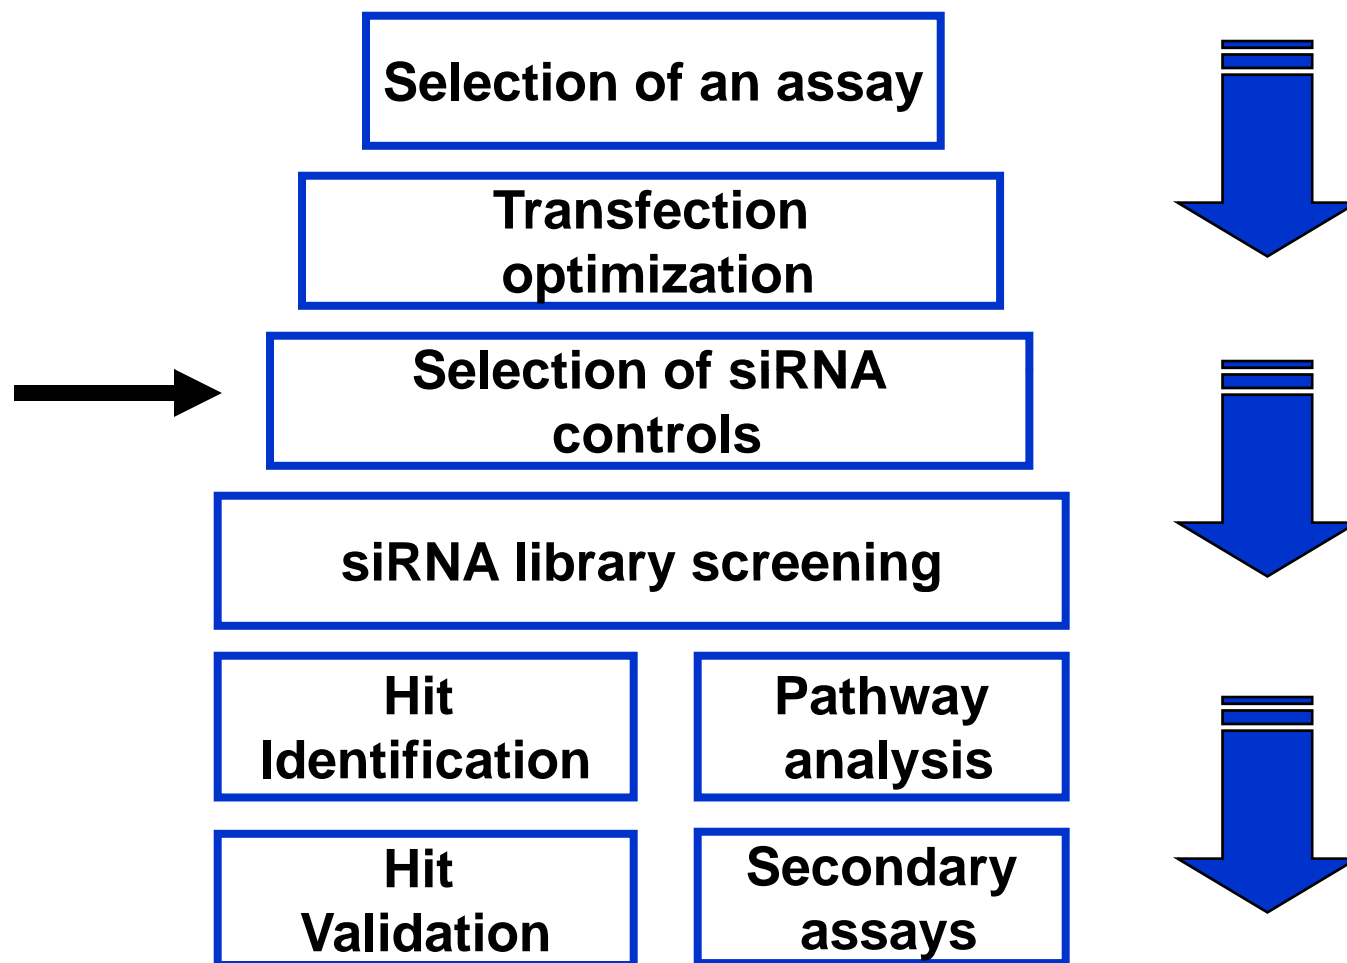 Selection of an assay
Transfection
optimization
Selection of siRNA
controls
siRNA library screening
Hit
Identification
Pathway
analysis
Hit
Validation
Secondary
assays